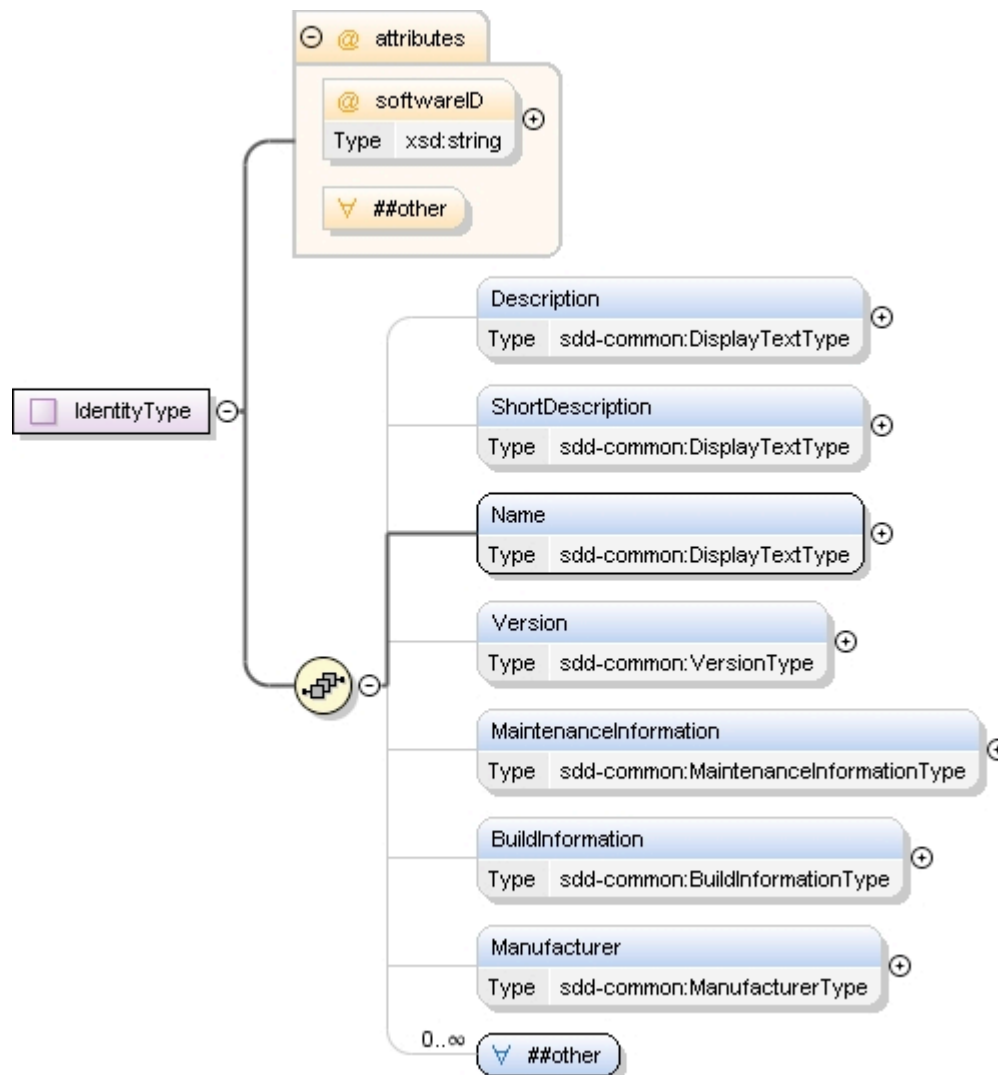 @ attributes
@ softwareID
Type xsd:string
##other
Description
Type sdd-common:DisplayTextType
ShortDescription
Type sdd-common:DisplayTextType
IdentityType
Name
Type sdd-common:DisplayTextType
Version
Type sdd-common:VersionType
MaintenanceInformation
Type sdd-common:MaintenanceInformationType
BuildInformation
Type sdd-common:BuildInformationType
Manufacturer
Type sdd-common:ManufacturerType
0..∞
##other